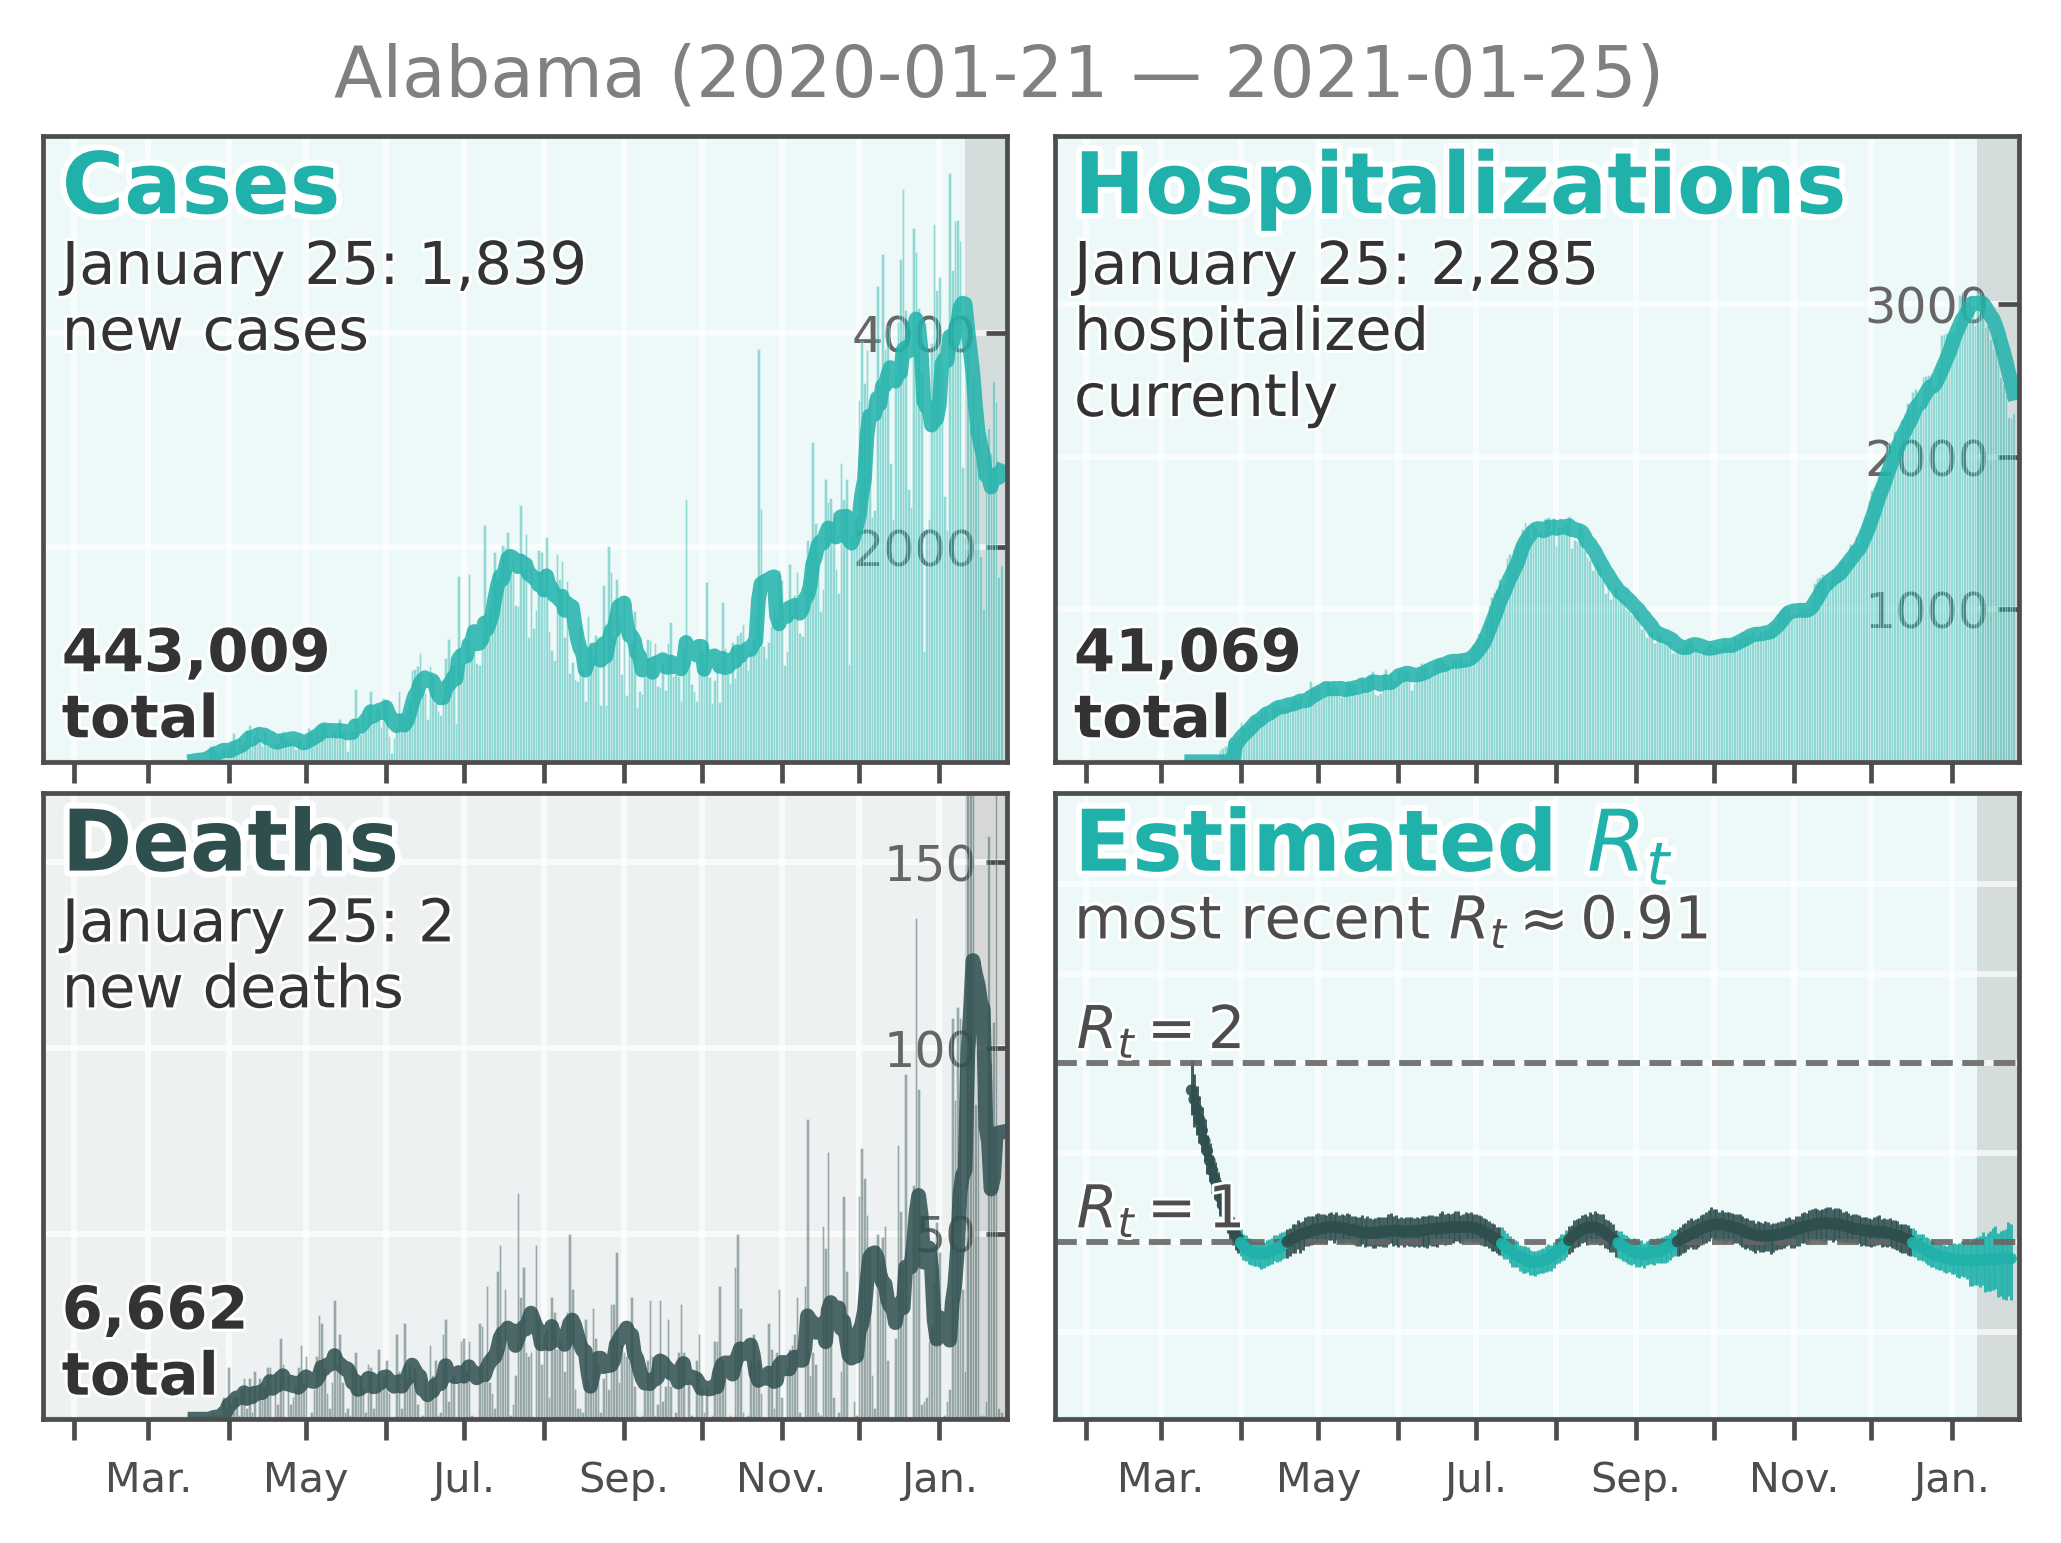 Alabama (2020-01-21 — 2021-01-25)
Cases
January 25: 1,839
new cases
4000
2000
443,009
total
Hospitalizations
January 25: 2,285
hospitalized
currently
3000
2000
1000
41,069
total
Deaths
January 25: 2
new deaths
150
100
50
6,662
total
Mar. May Jul. Sep. Nov. Jan.
Estimated Rt
most recent Rt ≈ 0.91
Rt = 2
Rt = 1
Mar. May Jul. Sep. Nov. Jan.